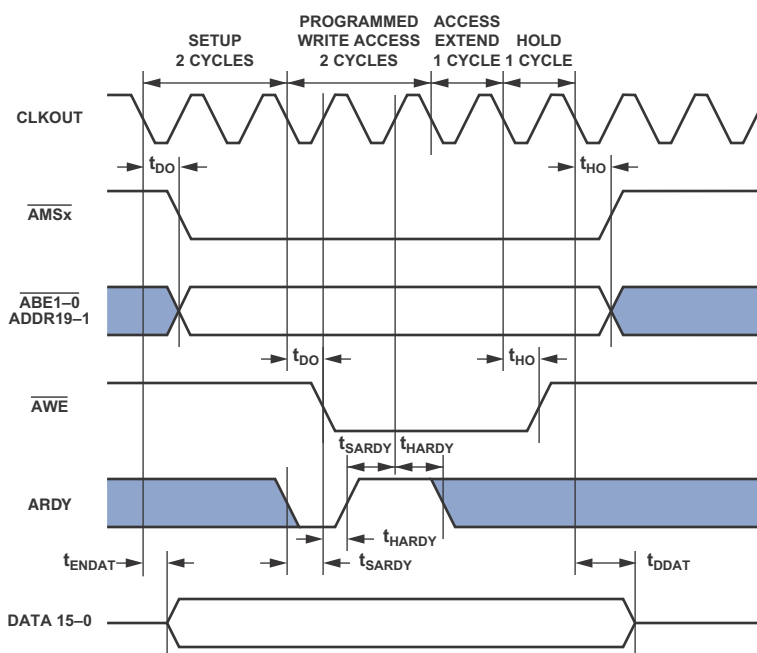 SETUP
2 CYCLES
PROGRAMMED
WRITE ACCESS
2 CYCLES
ACCESS
EXTEND
1 CYCLE
HOLD
1 CYCLE
CLKOUT
tDO
tHO
AMSx
ABE1–0
ADDR19–1
tDO
tHO
AWE
tSARDY
tHARDY
ARDY
tHARDY
tENDAT
tSARDY
tDDAT
DATA 15–0